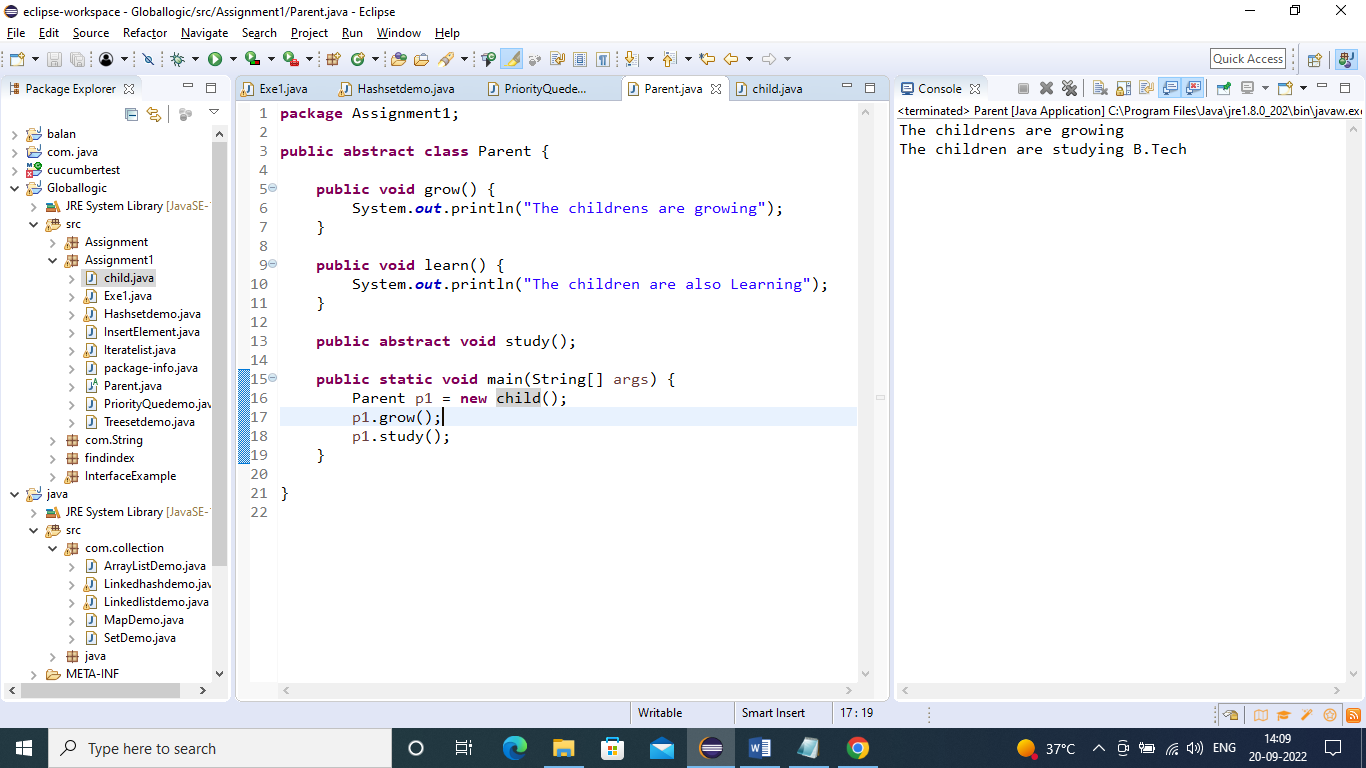 eclipse-workspace - Globallogic/src/Assignment1/Parent.java - Eclipse
File Edit Source Refactor Navigate Search Project Run Window Help
Quick Access
Package Explorer
balan
com. java
cucumbertest
Globallogic
JRE System Library [JavaSE-1
src
Assignment
Assignment1
child.java
Exe1.java
Hashsetdemo.java
InsertElement.java
Iteratelist.java
package-info.java
Parent.java
PriorityQuedemo.jav
Treesetdemo.java
com.String
findindex
InterfaceExample
java
JRE System Library [JavaSE-1
src
com.collection
ArrayListDemo.java
Linkedhashdemo.jav
Linkedlistdemo.java
MapDemo.java
SetDemo.java
java
META-INF
Exe1.java Hashsetdemo.java PriorityQuede... Parent.java child.java
1 package Assignment1;
2
3 public abstract class Parent {
4
5 public void grow() {
6 System.out.println("The childrens are growing");
7 }
8
9 public void learn() {
10 System.out.println("The children are also Learning");
11 }
12
13 public abstract void study();
14
15 public static void main(String[] args) {
16 Parent p1 = new child();
17 p1.grow();
18 p1.study();
19 }
20
21 }
22
Console
<terminated> Parent [Java Application] C:\Program Files\Java\jre1.8.0_202\bin\javaw.exe
The childrens are growing
The children are studying B.Tech
Writable Smart Insert 17 : 19
Type here to search
37°C ENG 14:09
20-09-2022